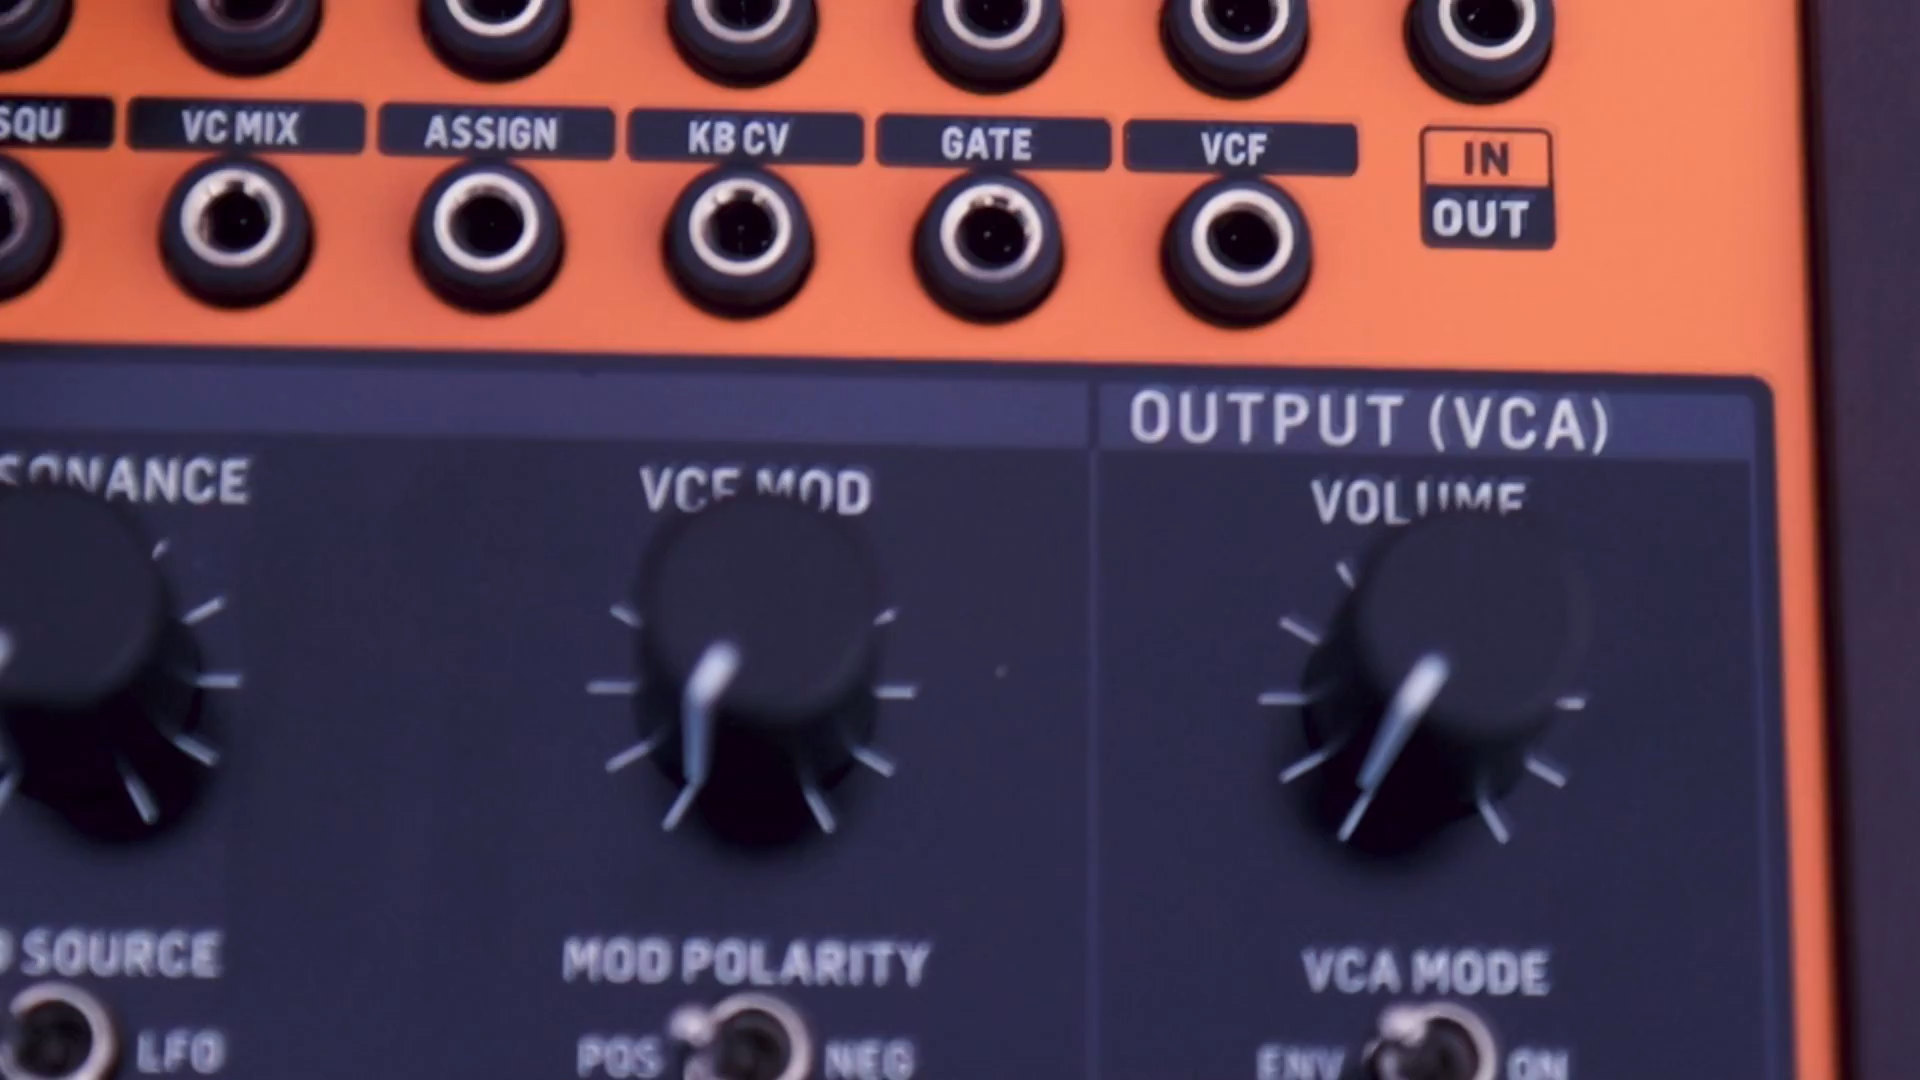 SQU VC MIX ASSIGN KB CV GATE VCF IN
OUT
OUTPUT (VCA)
SONANCE VCF MOD VOLUME
SOURCE MOD POLARITY VCA MODE
LFO POS NEG ENV ON